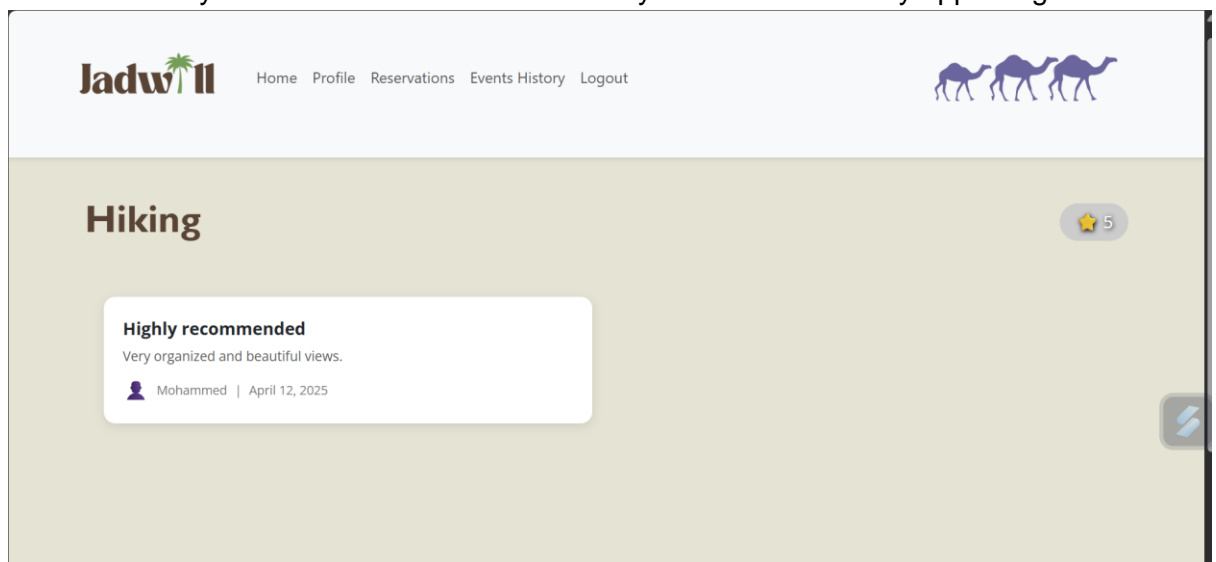 Jadwill
Home Profile Reservations Events History Logout
Hiking
5
Highly recommended
Very organized and beautiful views.
Mohammed | April 12, 2025